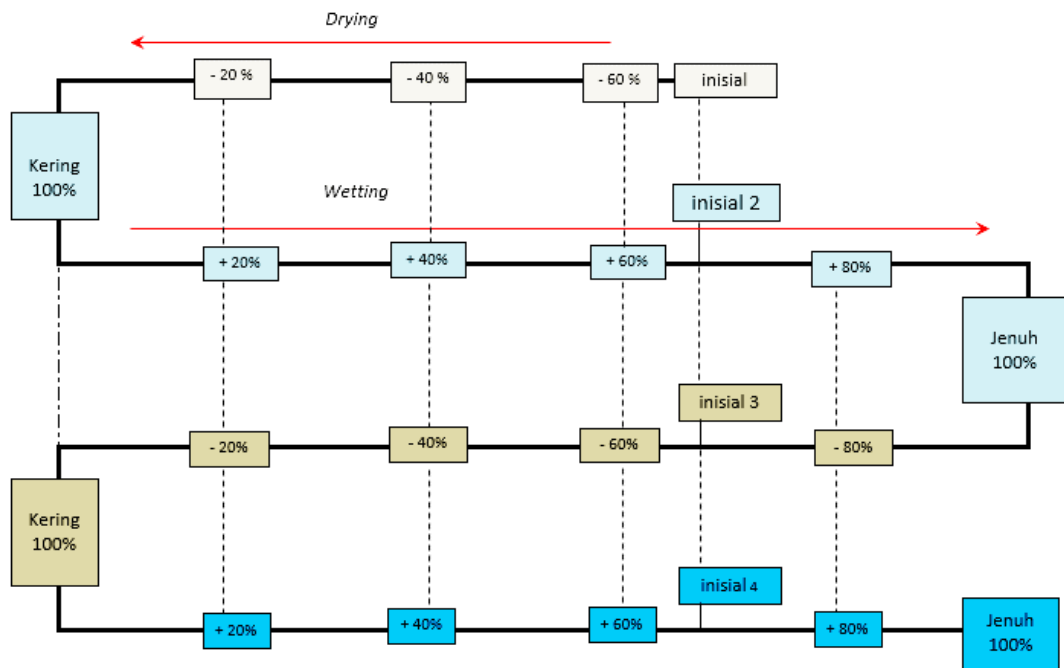 Drying
- 20 %
- 40 %
- 60 %
inisial
Kering
100%
Wetting
inisial 2
+ 20%
+ 40%
+ 60%
+ 80%
Jenuh
100%
inisial 3
- 20%
- 40%
- 60%
- 80%
Kering
100%
inisial 4
+ 20%
+ 40%
+ 60%
+ 80%
Jenuh
100%